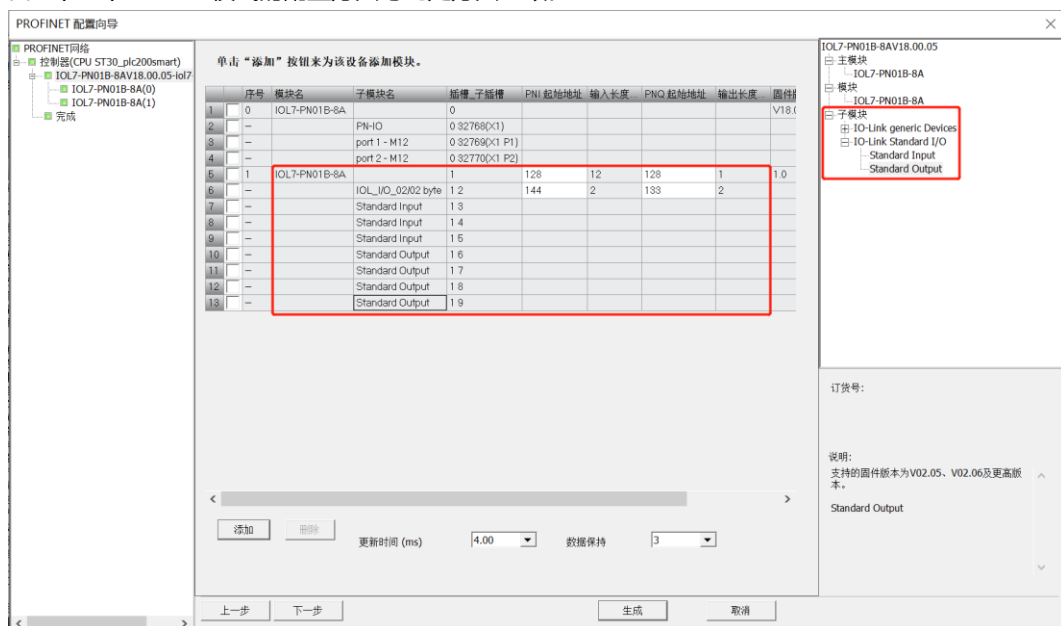 PROFINET 配置向导
PROFINET网络
控制器(CPU ST30_plc200smart)
IOL7-PN01B-8AV18.00.05-iol7-
IOL7-PN01B-8A(0)
IOL7-PN01B-8A(1)
完成
单击“添加”按钮来为该设备添加模块。
序号 模块名 子模块名 插槽_子插槽 PNI 起始地址 输入长度... PNQ 起始地址 输出长度...
1 0 IOL7-PN01B-8A 0 V18.0
2 – PN-IO 0 32768(X1)
3 – port 1 - M12 0 32769(X1 P1)
4 – port 2 - M12 0 32770(X1 P2)
5 1 IOL7-PN01B-8A 1 128 12 128 1 1.0
6 – IOL_I/O_02/02 byte 1 2 144 2 133 2
7 – Standard Input 1 3
8 – Standard Input 1 4
9 – Standard Input 1 5
10 – Standard Output 1 6
11 – Standard Output 1 7
12 – Standard Output 1 8
13 – Standard Output 1 9
添加 删除 更新时间 (ms) 4.00 数据保持 3
上一步 下一步 生成 取消
IOL7-PN01B-8AV18.00.05
主模块
IOL7-PN01B-8A
模块
IOL7-PN01B-8A
子模块
IO-Link generic Devices
IO-Link Standard I/O
Standard Input
Standard Output
订货号:
说明:
支持的固件版本为V02.05、V02.06及更高版
本。
Standard Output